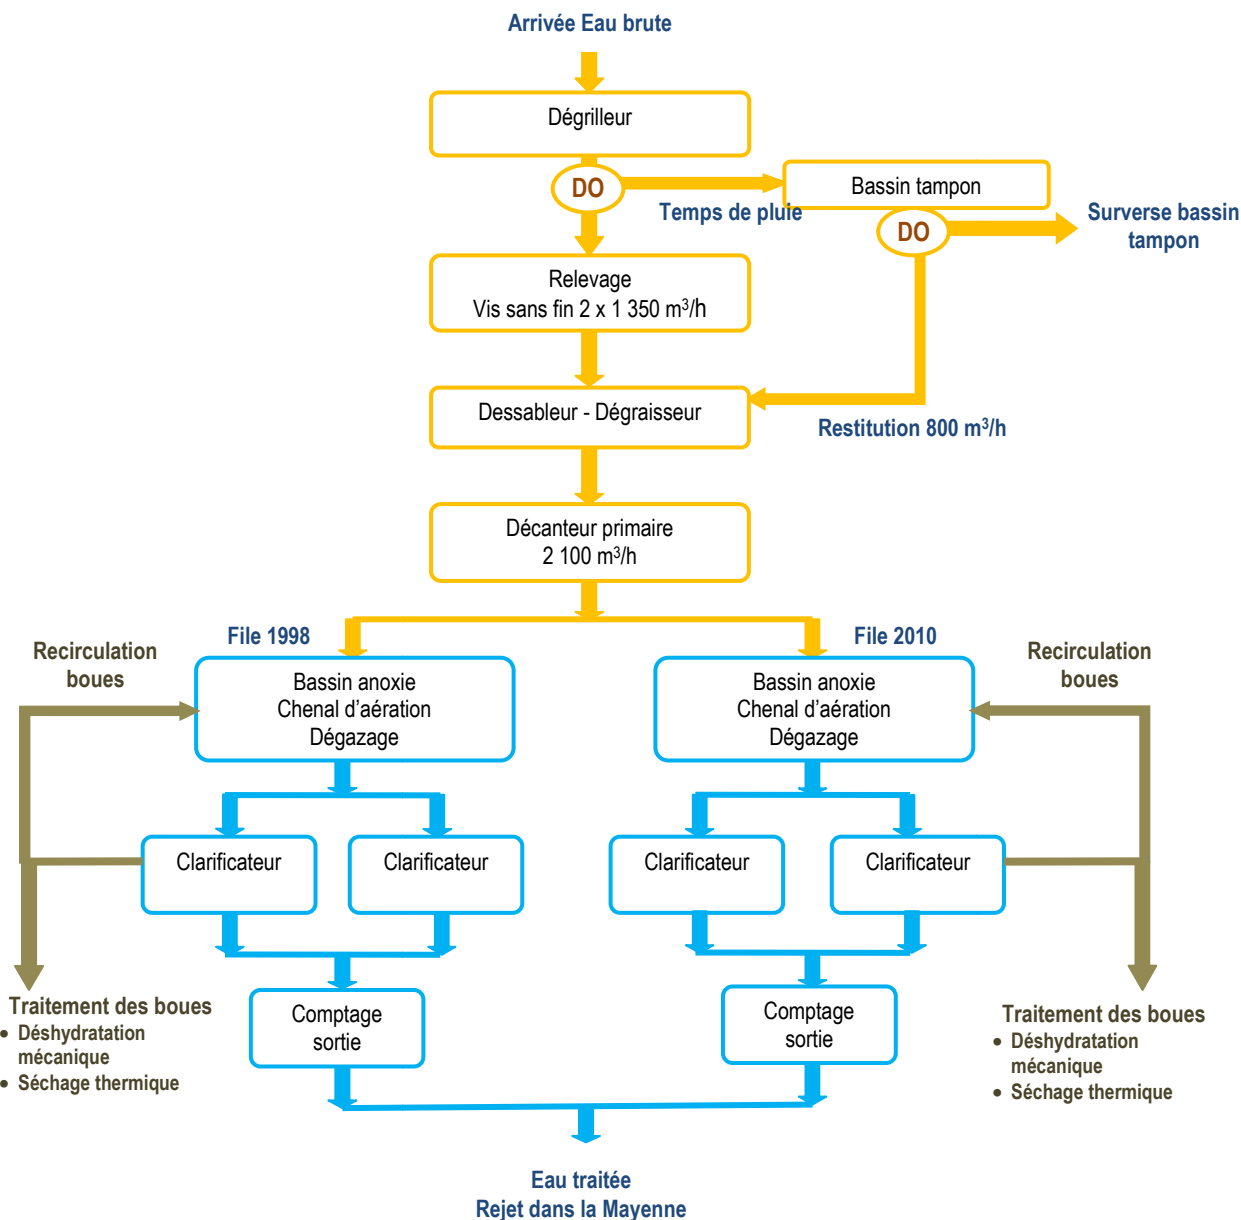 Arrivée Eau brute
Dégrilleur
DO
Temps de pluie
Bassin tampon
DO
Surverse bassin
tampon
Relevage
Vis sans fin 2 x 1 350 m³/h
Dessableur - Dégraisseur
Restitution 800 m³/h
Décanteur primaire
2 100 m³/h
File 1998
File 2010
Recirculation
boues
Bassin anoxie
Chenal d’aération
Dégazage
Bassin anoxie
Chenal d’aération
Dégazage
Recirculation
boues
Clarificateur
Clarificateur
Clarificateur
Clarificateur
Traitement des boues
• Déshydratation
mécanique
• Séchage thermique
Comptage
sortie
Comptage
sortie
Traitement des boues
• Déshydratation
mécanique
• Séchage thermique
Eau traitée
Rejet dans la Mayenne